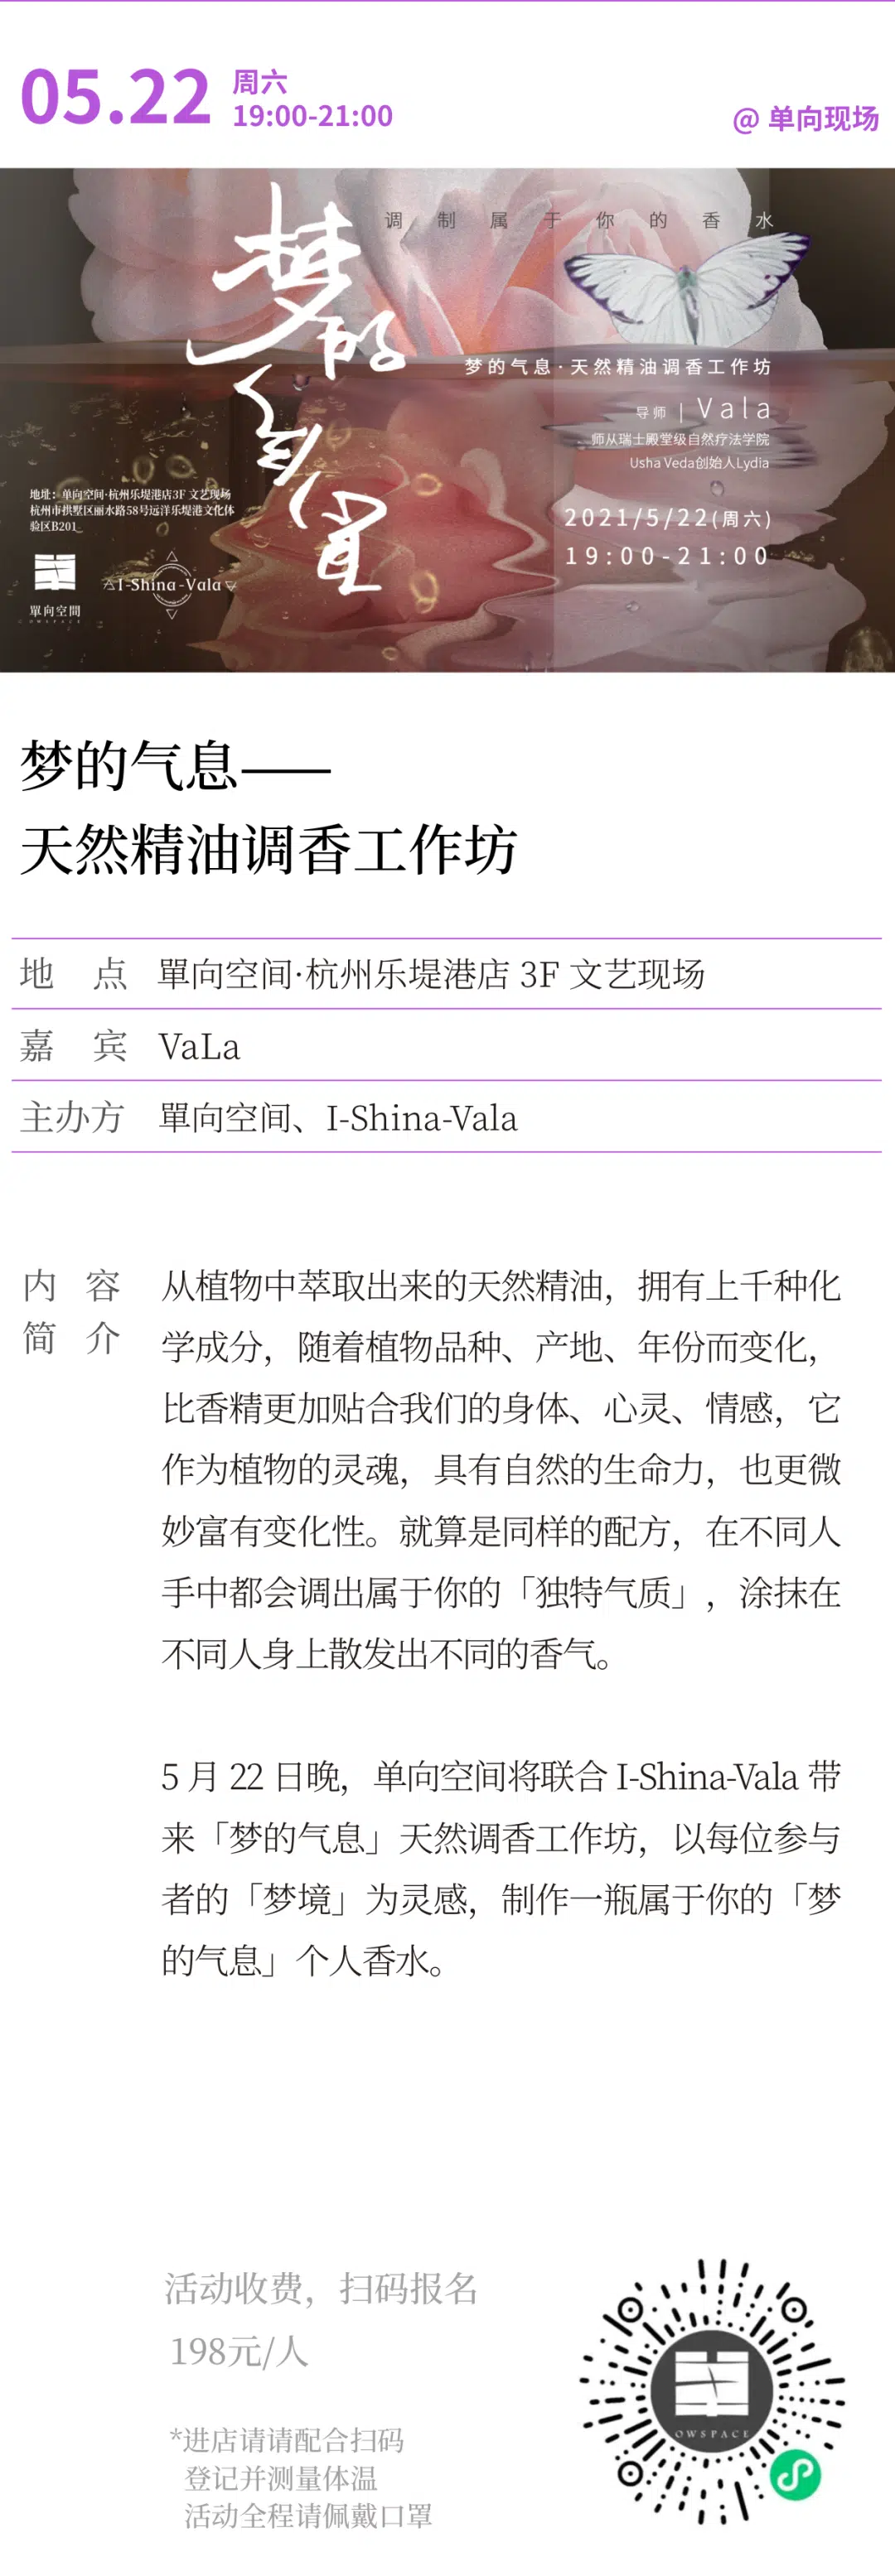 05.22
周六
19:00-21:00
@ 单向现场
梦的气息
调制属于你的香水
梦的气息·天然精油调香工作坊
导师 | Vala
师从瑞士殿堂级自然疗法学院
Usha Veda创始人Lydia
2021/5/22(周六)
19:00-21:00
地址：单向空间·杭州乐堤港店3F 文艺现场
杭州市拱墅区丽水路58号远洋乐堤港文化体
验区B201_
單向空間
OWSPACE
I-Shina-Vala
梦的气息——
天然精油调香工作坊
地 点 單向空间·杭州乐堤港店 3F 文艺现场
嘉 宾 VaLa
主办方 單向空间、I-Shina-Vala
内 容
简 介
从植物中萃取出来的天然精油，拥有上千种化
学成分，随着植物品种、产地、年份而变化，
比香精更加贴合我们的身体、心灵、情感，它
作为植物的灵魂，具有自然的生命力，也更微
妙富有变化性。就算是同样的配方，在不同人
手中都会调出属于你的「独特气质」，涂抹在
不同人身上散发出不同的香气。
5 月 22 日晚，单向空间将联合 I-Shina-Vala 带
来「梦的气息」天然调香工作坊，以每位参与
者的「梦境」为灵感，制作一瓶属于你的「梦
的气息」个人香水。
活动收费，扫码报名
198元/人
*进店请请配合扫码
登记并测量体温
活动全程请佩戴口罩
OWSPACE